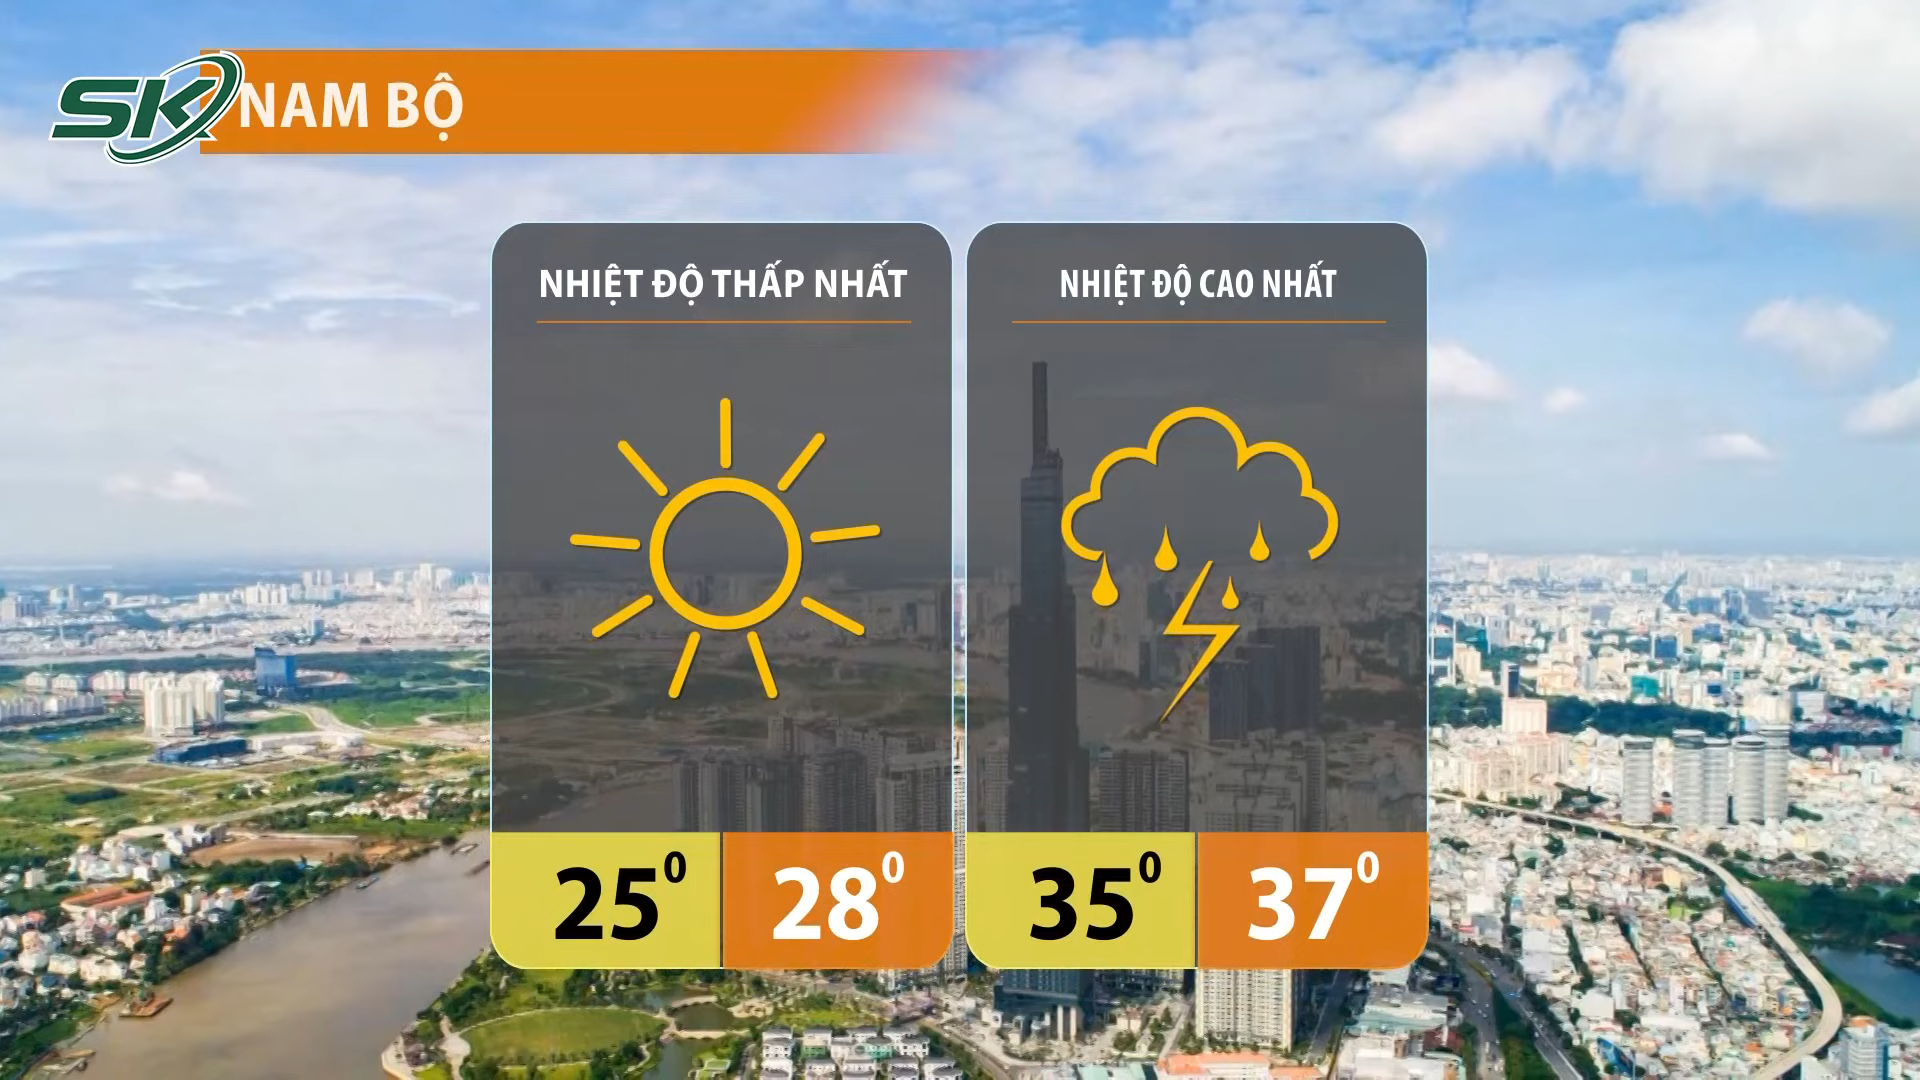 SK
NAM BỘ
NHIỆT ĐỘ THẤP NHẤT
NHIỆT ĐỘ CAO NHẤT
25⁰
28⁰
35⁰
37⁰